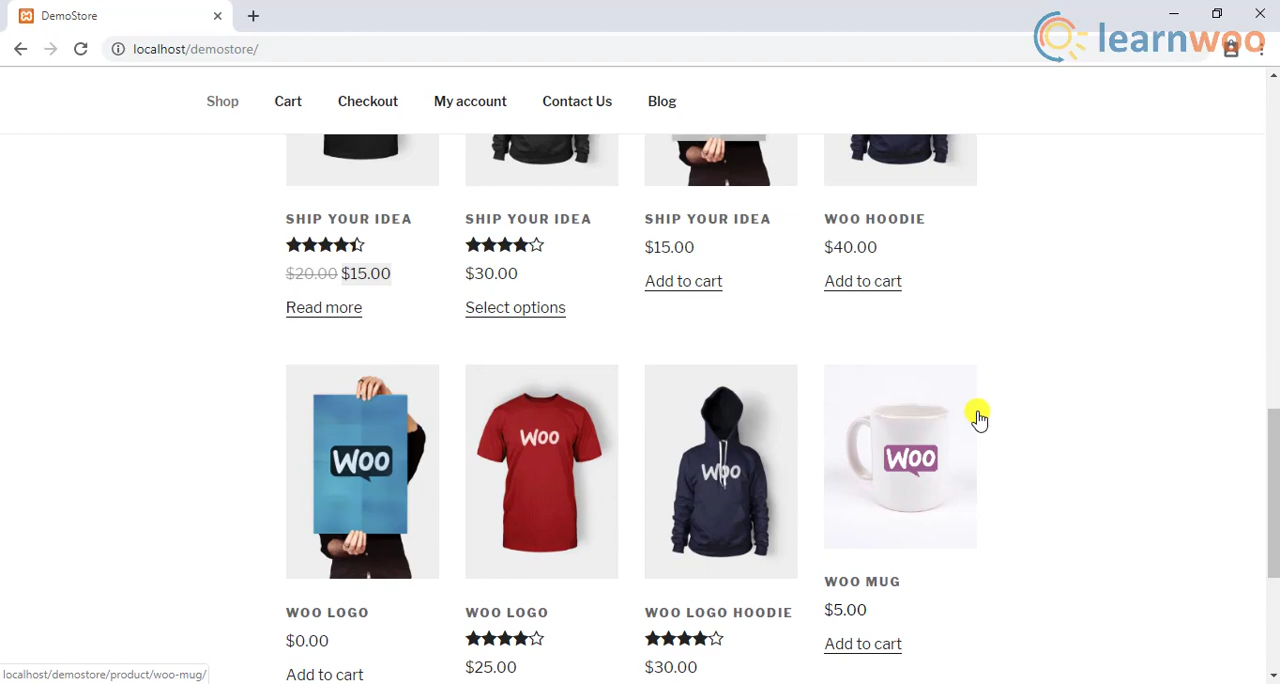 DemoStore
localhost/demostore/
learnwoo
Shop Cart Checkout My account Contact Us Blog
SHIP YOUR IDEA SHIP YOUR IDEA SHIP YOUR IDEA WOO HOODIE
$20.00 $15.00 $30.00 $15.00 $40.00
Read more Select options Add to cart Add to cart
WOO WOO WOO WOO
WOO LOGO WOO LOGO WOO LOGO HOODIE WOO MUG
$0.00 $25.00 $30.00 $5.00
Add to cart Add to cart
localhost/demostore/product/woo-mug/